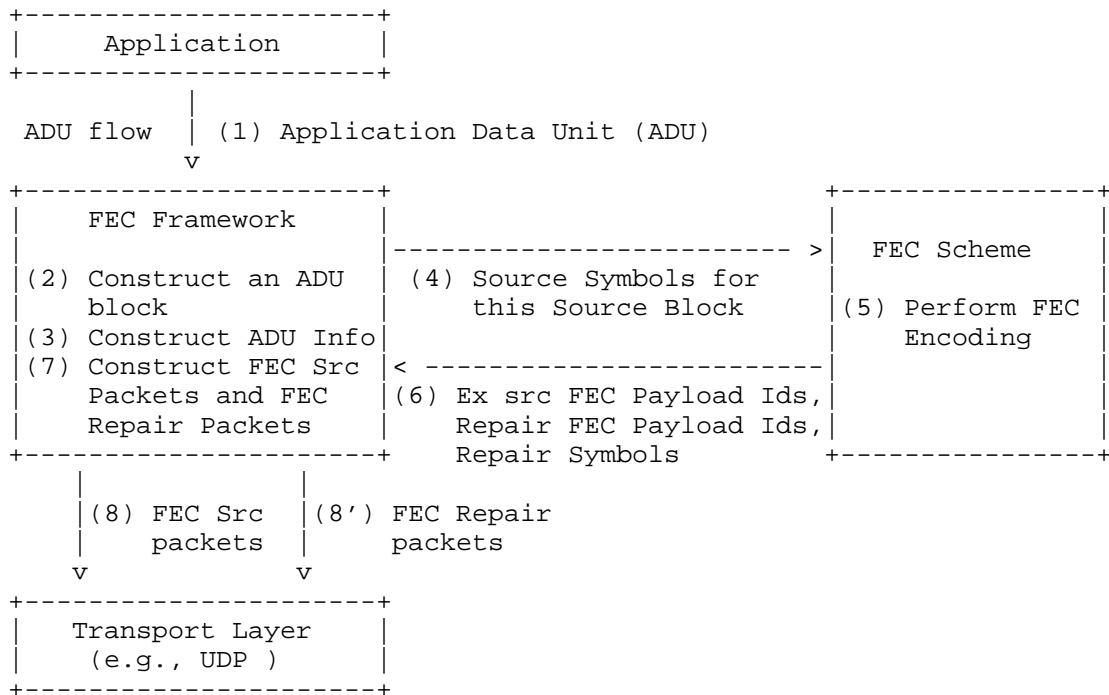 Application
ADU flow (1) Application Data Unit (ADU)
v
FEC Framework
(2) Construct an ADU
block
(3) Construct ADU Info
(7) Construct FEC Src
Packets and FEC
Repair Packets
(4) Source Symbols for
this Source Block
(6) Ex src FEC Payload Ids,
Repair FEC Payload Ids,
Repair Symbols
FEC Scheme
(5) Perform FEC
Encoding
(8) FEC Src
packets
(8') FEC Repair
packets
v v
Transport Layer
(e.g., UDP )